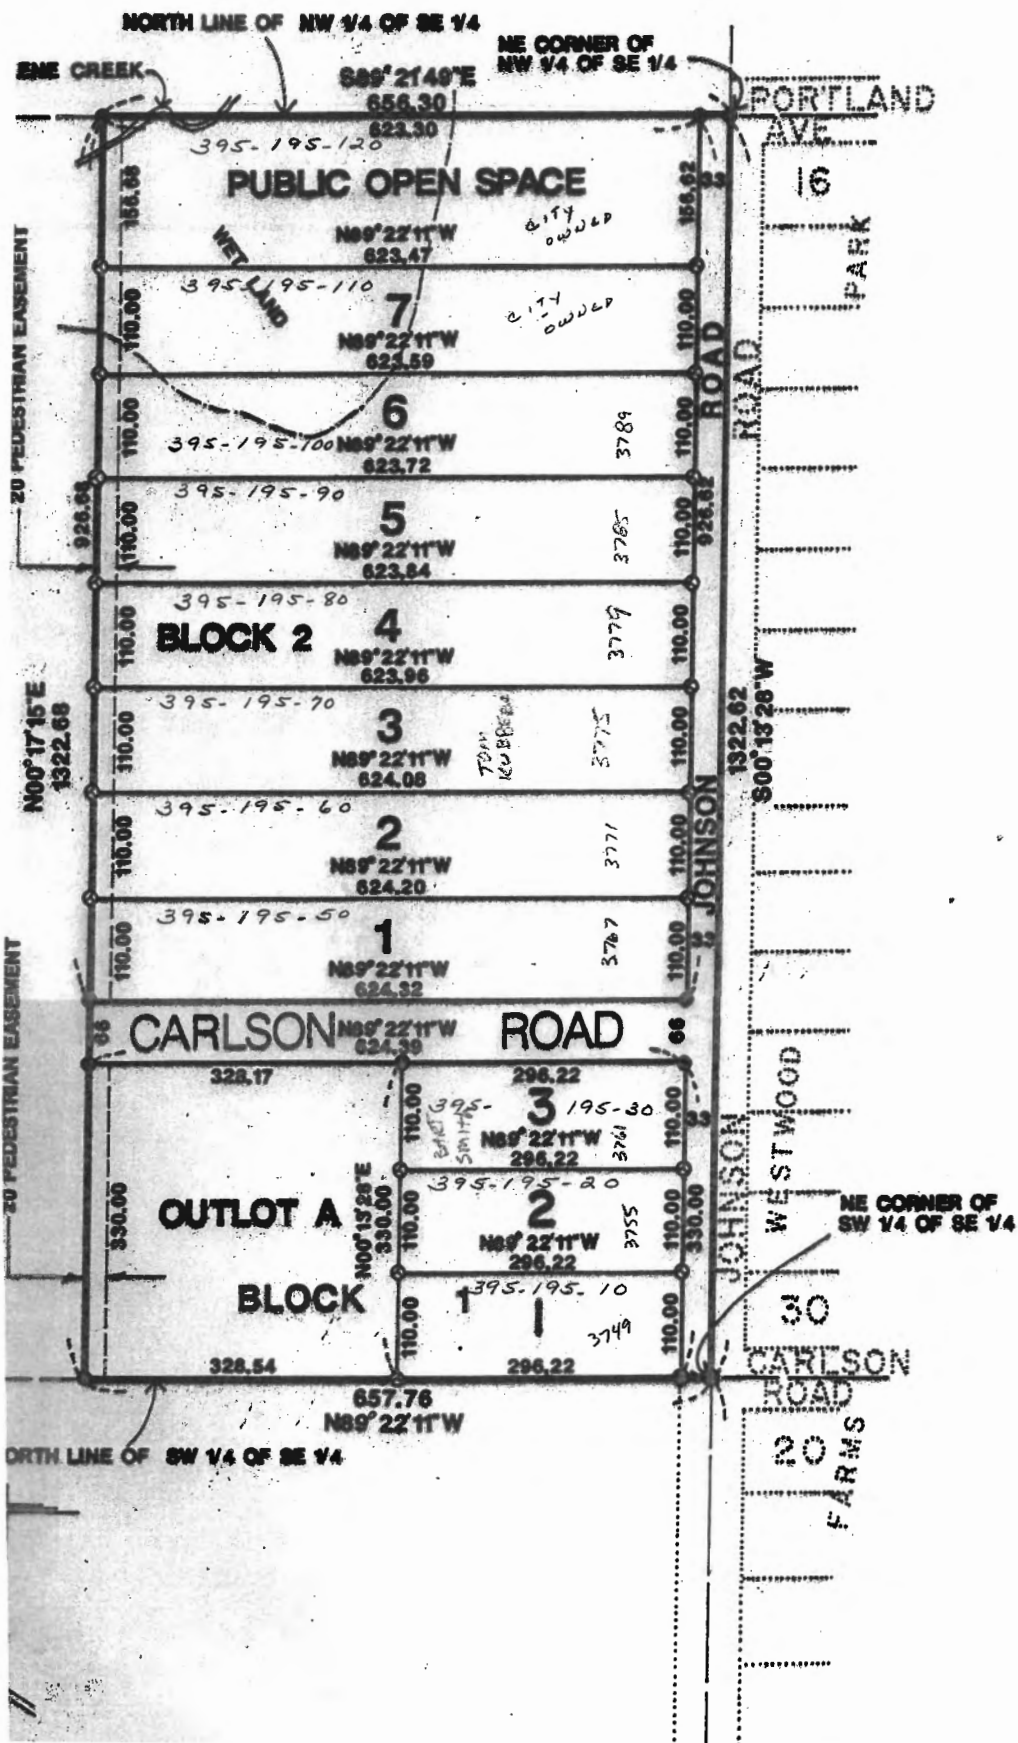 NORTH LINE OF NW 1/4 OF SE 1/4
NE CORNER OF
NW 1/4 OF SE 1/4
ENE CREEK
S89°21'49"E
656.30
623.30
PORTLAND
AVE
395-195-120
PUBLIC OPEN SPACE
156.68
156.62
33
16
CITY
OWNED
N89°22'11"W
623.47
WET LAND
PARK
20 PEDESTRIAN EASEMENT
395-195-110
7
CITY
OWNED
110.00
110.00
N89°22'11"W
623.59
ROAD
ROAD
6
110.00
110.00
3789
395-195-100
N89°22'11"W
623.72
395-195-90
926.68
926.62
5
110.00
110.00
3785
N89°22'11"W
623.84
395-195-80
BLOCK 2
4
110.00
110.00
3779
N89°22'11"W
623.96
N00°17'15"E
1322.68
1322.62
S00°13'28"W
395-195-70
3
110.00
110.00
TOM
3775
N89°22'11"W
624.08
395-195-60
2
110.00
110.00
3771
N89°22'11"W
624.20
JOHNSON
395-195-50
1
110.00
110.00
3767
33
N89°22'11"W
624.32
20 PEDESTRIAN EASEMENT
66
CARLSON ROAD
66
N89°22'11"W
624.39
328.17
296.22
WESTWOOD
395-195-30
3
110.00
110.00
33
BART
SMITH
3761
N89°22'11"W
296.22
JOHNSON
330.00
OUTLOT A
N00°13'28"E
330.00
395-195-20
2
110.00
110.00
330.00
3755
N89°22'11"W
296.22
NE CORNER OF
SW 1/4 OF SE 1/4
BLOCK 1
395-195-10
1
110.00
110.00
3749
30
328.54
296.22
CARLSON
ROAD
657.76
N89°22'11"W
ORTH LINE OF SW 1/4 OF SE 1/4
20
FARMS